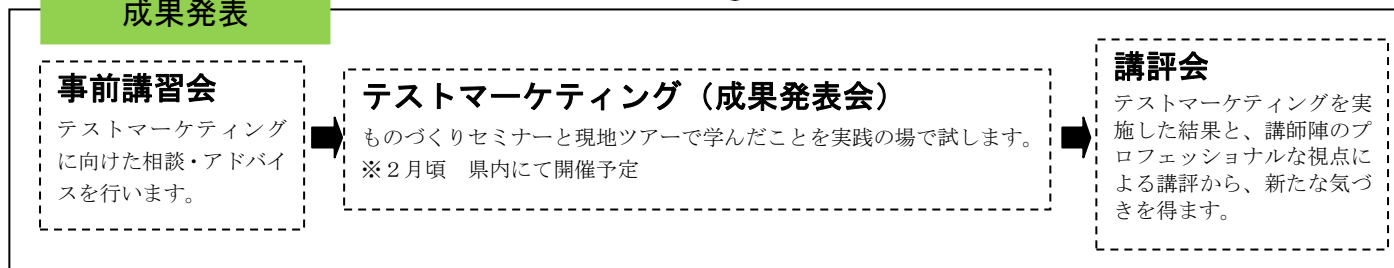 成果発表
事前講習会
テストマーケティング
に向けた相談・アドバイ
スを行います。
テストマーケティング（成果発表会）
ものづくりセミナーと現地ツアーで学んだことを実践の場で試します。
※２月頃　県内にて開催予定
講評会
テストマーケティングを実
施した結果と、講師陣のプ
ロフェッショナルな視点に
よる講評から、新たな気づ
きを得ます。